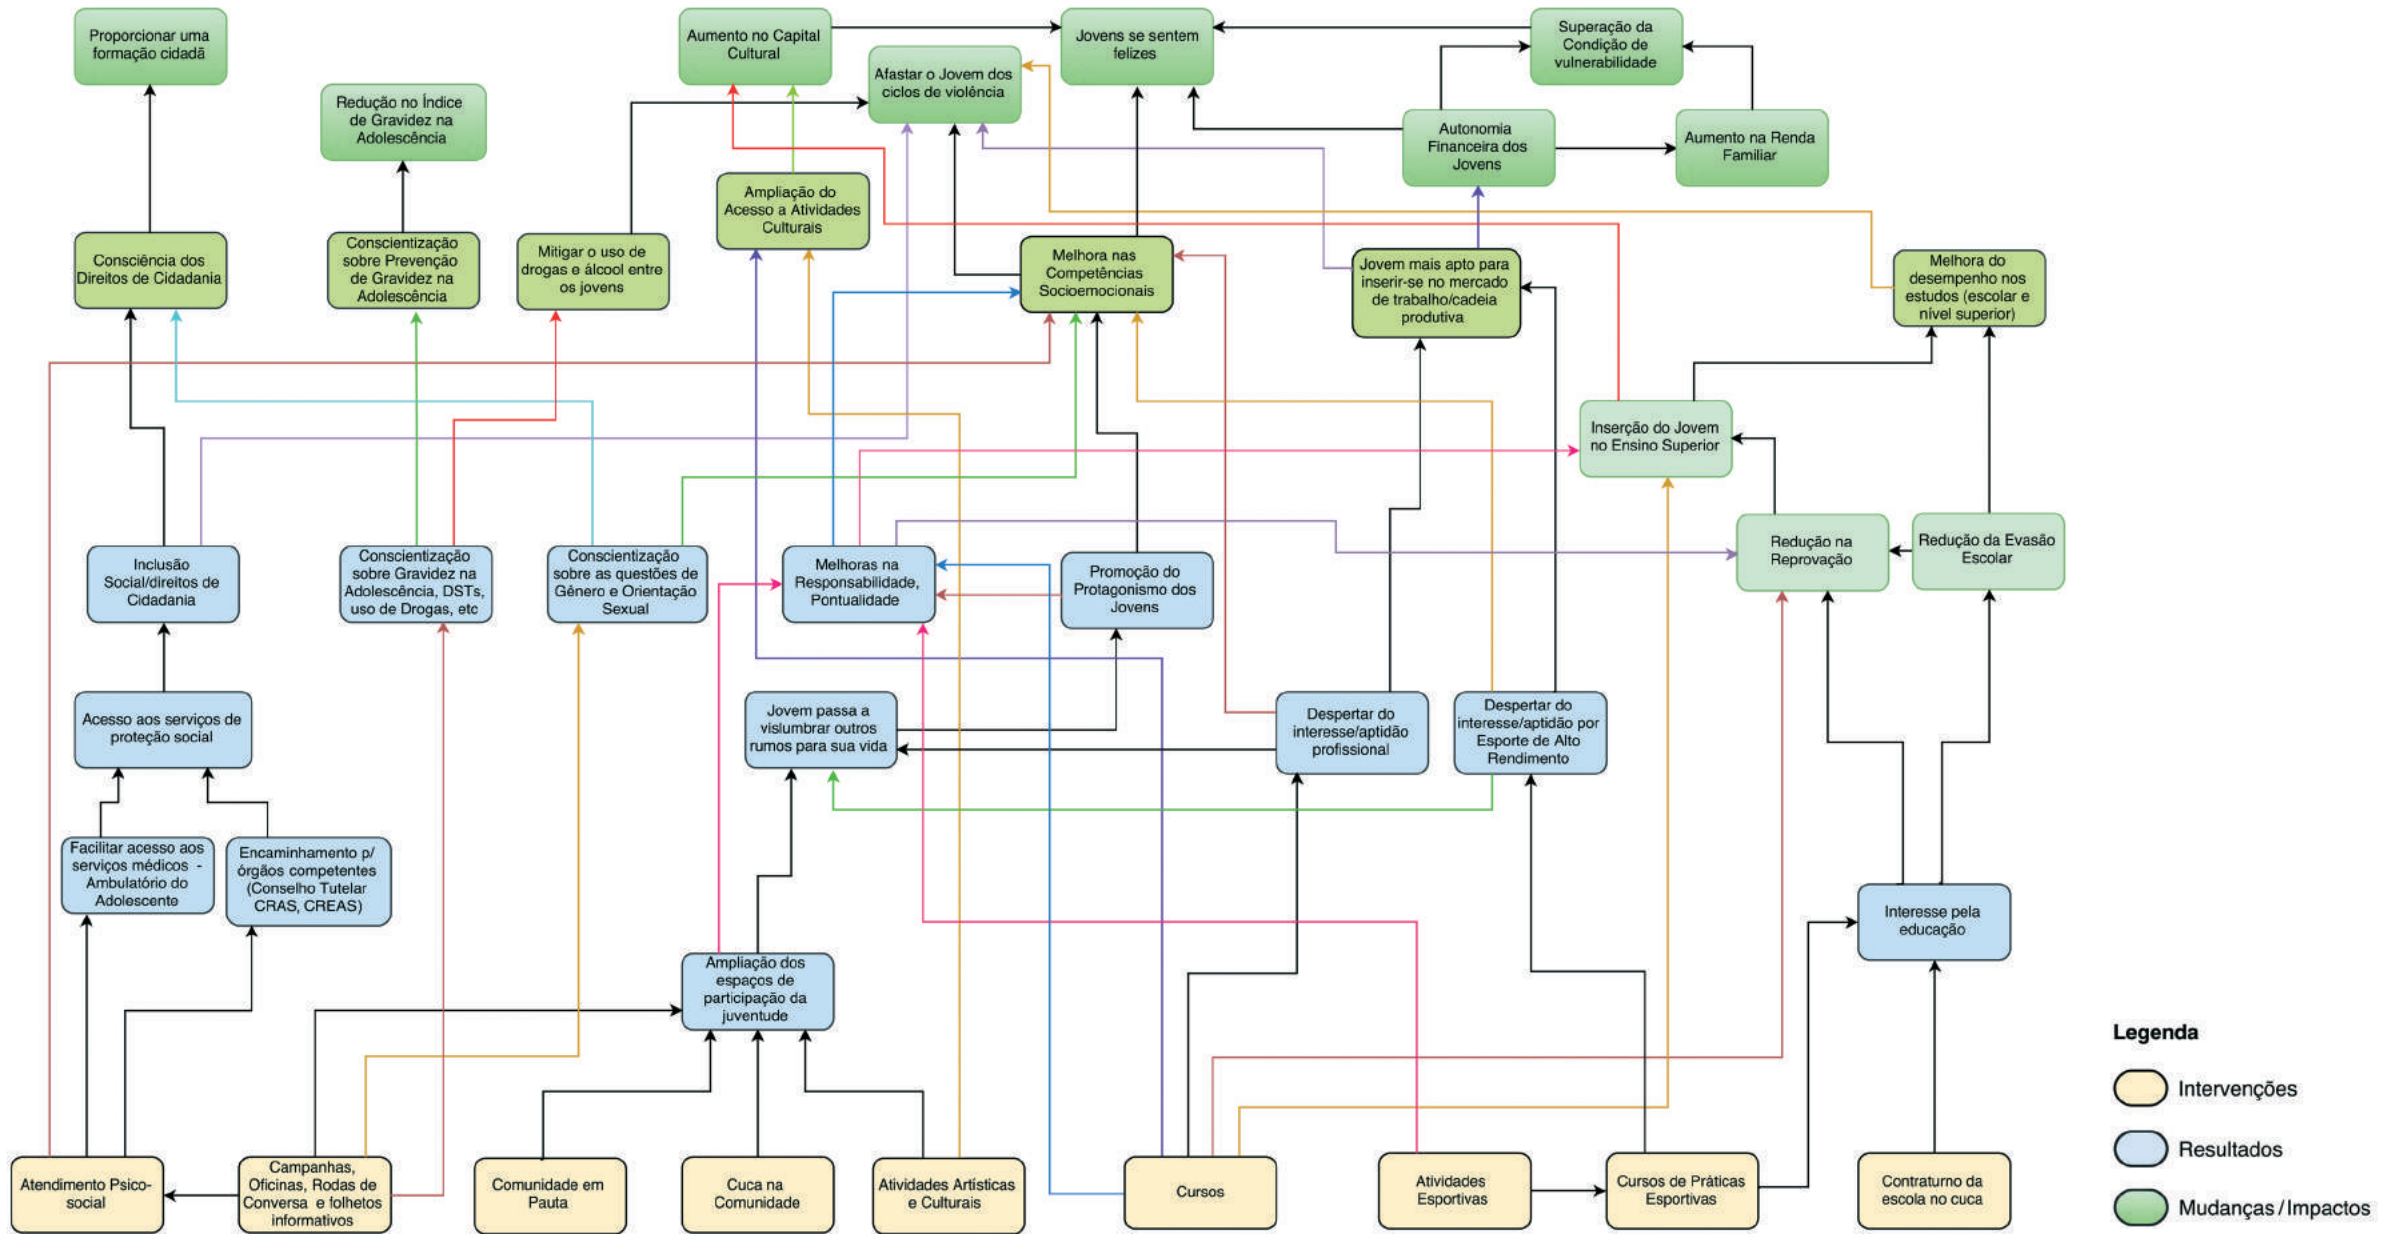 Proporcionar uma
formação cidadã
Aumento no Capital
Cultural
Jovens se sentem
felizes
Superação da
Condição de
vulnerabilidade
Afastar o Jovem dos
ciclos de violência
Redução no Índice
de Gravidez na
Adolescência
Autonomia
Financeira dos
Jovens
Aumento na Renda
Familiar
Ampliação do
Acesso a Atividades
Culturais
Consciência dos
Direitos de Cidadania
Conscientização
sobre Prevenção
de Gravidez na
Adolescência
Mitigar o uso de
drogas e álcool entre
os jovens
Melhora nas
Competências
Socioemocionais
Jovem mais apto para
inserir-se no mercado
de trabalho/cadeia
produtiva
Melhora do
desempenho nos
estudos (escolar e
nível superior)
Inserção do Jovem
no Ensino Superior
Inclusão
Social/direitos de
Cidadania
Conscientização
sobre Gravidez na
Adolescência, DSTs,
uso de Drogas, etc
Conscientização
sobre as questões de
Gênero e Orientação
Sexual
Melhoras na
Responsabilidade,
Pontualidade
Promoção do
Protagonismo dos
Jovens
Redução na
Reprovação
Redução da Evasão
Escolar
Acesso aos serviços de
proteção social
Jovem passa a
vislumbrar outros
rumos para sua vida
Despertar do
interesse/aptidão
profissional
Despertar do
interesse/aptidão por
Esporte de Alto
Rendimento
Facilitar acesso aos
serviços médicos -
Ambulatório do
Adolescente
Encaminhamento p/
órgãos competentes
(Conselho Tutelar
CRAS, CREAS)
Interesse pela
educação
Ampliação dos
espaços de
participação da
juventude
Atendimento Psico-
social
Campanhas,
Oficinas, Rodas de
Conversa e folhetos
informativos
Comunidade em
Pauta
Cuca na
Comunidade
Atividades Artísticas
e Culturais
Cursos
Atividades
Esportivas
Cursos de Práticas
Esportivas
Contraturno da
escola no cuca
Legenda
Intervenções
Resultados
Mudanças/Impactos